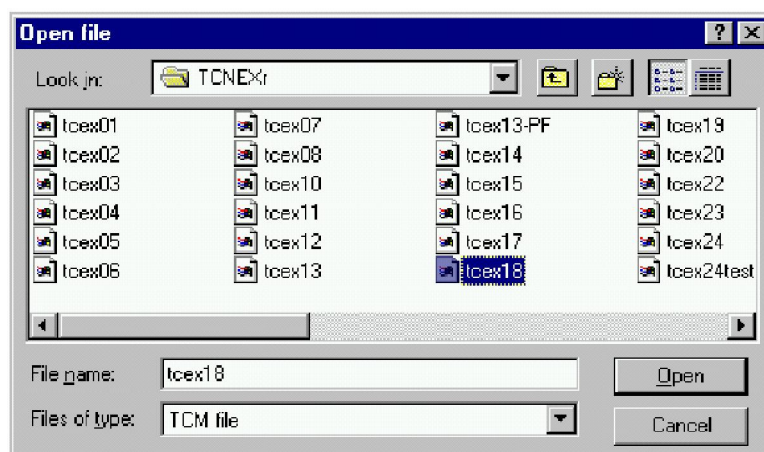 Open file
Look in: TCNEXr
tcex01 tcex07 tcex13-PF tcex19
tcex02 tcex08 tcex14 tcex20
tcex03 tcex10 tcex15 tcex22
tcex04 tcex11 tcex16 tcex23
tcex05 tcex12 tcex17 tcex24
tcex06 tcex13 tcex18 tcex24test
File name: tcex18 Open
Files of type: TCM file Cancel